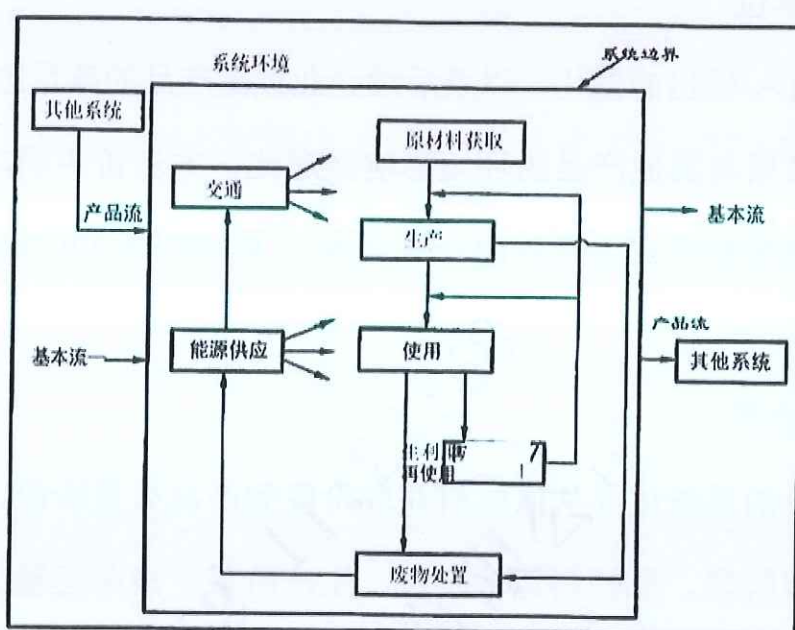 系统环境
系统边界
其他系统
原材料获取
交通
产品流
基本流
生产
产品流
基本流
能源供应
使用
其他系统
再使用
废物处置